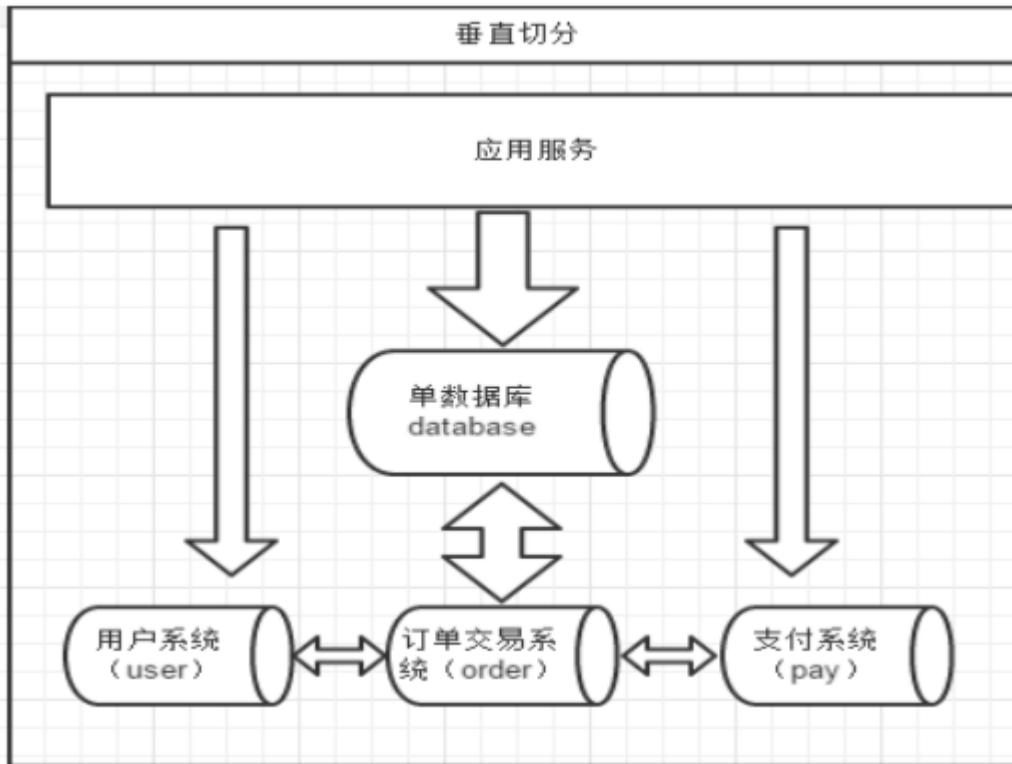 垂直切分
应用服务
单数据库
database
用户系统
（user）
订单交易系
统（order）
支付系统
（pay）